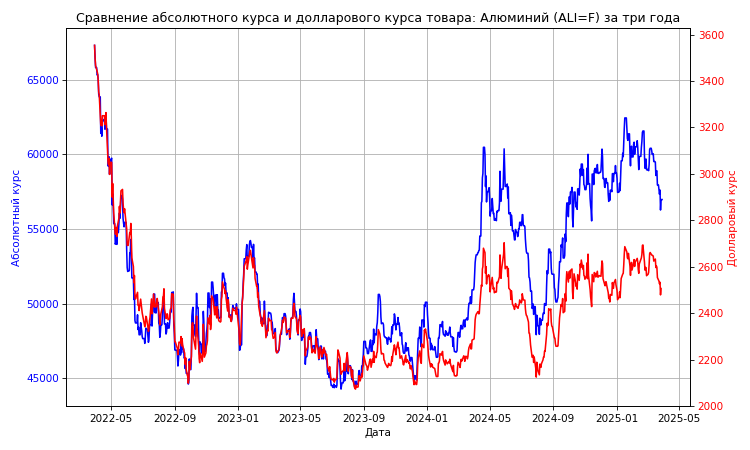 Сравнение абсолютного курса и долларового курса товара: Алюминий (ALI=F) за три года
3600
3400
3200
3000
2800
2600
2400
2200
2000
65000
60000
55000
50000
45000
Абсолютный курс
Долларовый курс
2022-05 2022-09 2023-01 2023-05 2023-09 2024-01 2024-05 2024-09 2025-01 2025-05
Дата